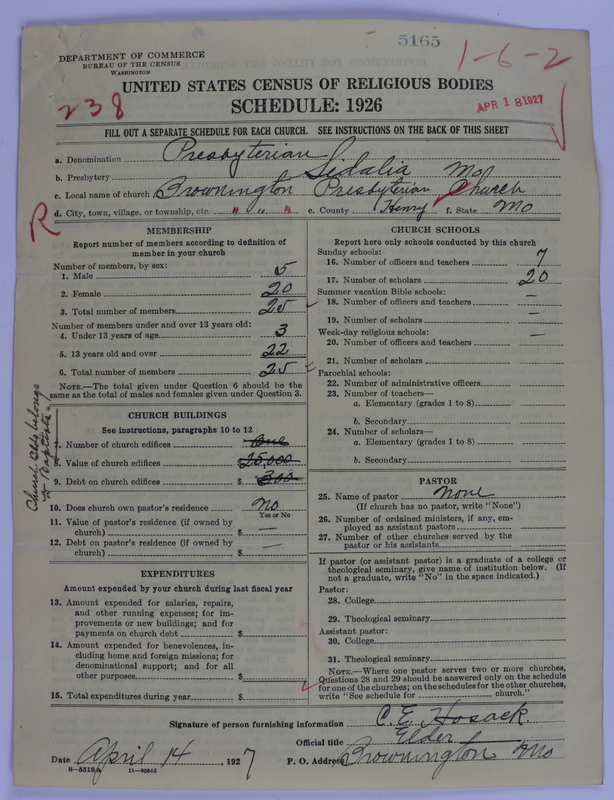 5165
1-6-2
DEPARTMENT OF COMMERCE
BUREAU OF THE CENSUS
WASHINGTON
238
UNITED STATES CENSUS OF RELIGIOUS BODIES
SCHEDULE: 1926
APR 18 1927
FILL OUT A SEPARATE SCHEDULE FOR EACH CHURCH. SEE INSTRUCTIONS ON THE BACK OF THIS SHEET
a. Denomination Presbyterian
b. Presbytery Sedalia Mo
c. Local name of church Brownington Presbyterian Church
d. City, town, village, or township, etc. " " " e. County Henry f. State Mo
R
MEMBERSHIP
Report number of members according to definition of
member in your church
Number of members, by sex:
1. Male 5
2. Female 20
3. Total number of members 25
Number of members under and over 13 years old:
4. Under 13 years of age 3
5. 13 years old and over 22
6. Total number of members 25
NOTE.—The total given under Question 6 should be the
same as the total of males and females given under Question 3.
CHURCH BUILDINGS
See instructions, paragraphs 10 to 12
7. Number of church edifices One
8. Value of church edifices 25,000
9. Debt on church edifices $ 300
Church bldg belongs
to Baptists
10. Does church own pastor's residence No
Yes or No
11. Value of pastor's residence (if owned by
church) $ —
12. Debt on pastor's residence (if owned by
church) $ —
EXPENDITURES
Amount expended by your church during last fiscal year
13. Amount expended for salaries, repairs,
and other running expenses; for im-
provements or new buildings; and for
payments on church debt $
14. Amount expended for benevolences, in-
cluding home and foreign missions; for
denominational support; and for all
other purposes $
15. Total expenditures during year $
CHURCH SCHOOLS
Report here only schools conducted by this church
Sunday schools:
16. Number of officers and teachers 7
17. Number of scholars 20
Summer vacation Bible schools:
18. Number of officers and teachers —
19. Number of scholars —
Week-day religious schools:
20. Number of officers and teachers —
21. Number of scholars
Parochial schools:
22. Number of administrative officers
23. Number of teachers—
a. Elementary (grades 1 to 8)
b. Secondary
24. Number of scholars—
a. Elementary (grades 1 to 8)
b. Secondary
PASTOR
25. Name of pastor None
(If church has no pastor, write "None")
26. Number of ordained ministers, if any, em-
ployed as assistant pastors
27. Number of other churches served by the
pastor or his assistants
If pastor (or assistant pastor) is a graduate of a college or
theological seminary, give name of institution below. (If
not a graduate, write "No" in the space indicated.)
Pastor:
28. College
29. Theological seminary
Assistant pastor:
30. College
31. Theological seminary
NOTE.—Where one pastor serves two or more churches,
Questions 28 and 29 should be answered only on the schedule
for one of the churches; on the schedules for the other churches,
write "See schedule for church."
Signature of person furnishing information C. E. Hosack.
Official title Elder
Date April 14, 1927 P. O. Address Brownington Mo
8-5518a 11-9054d